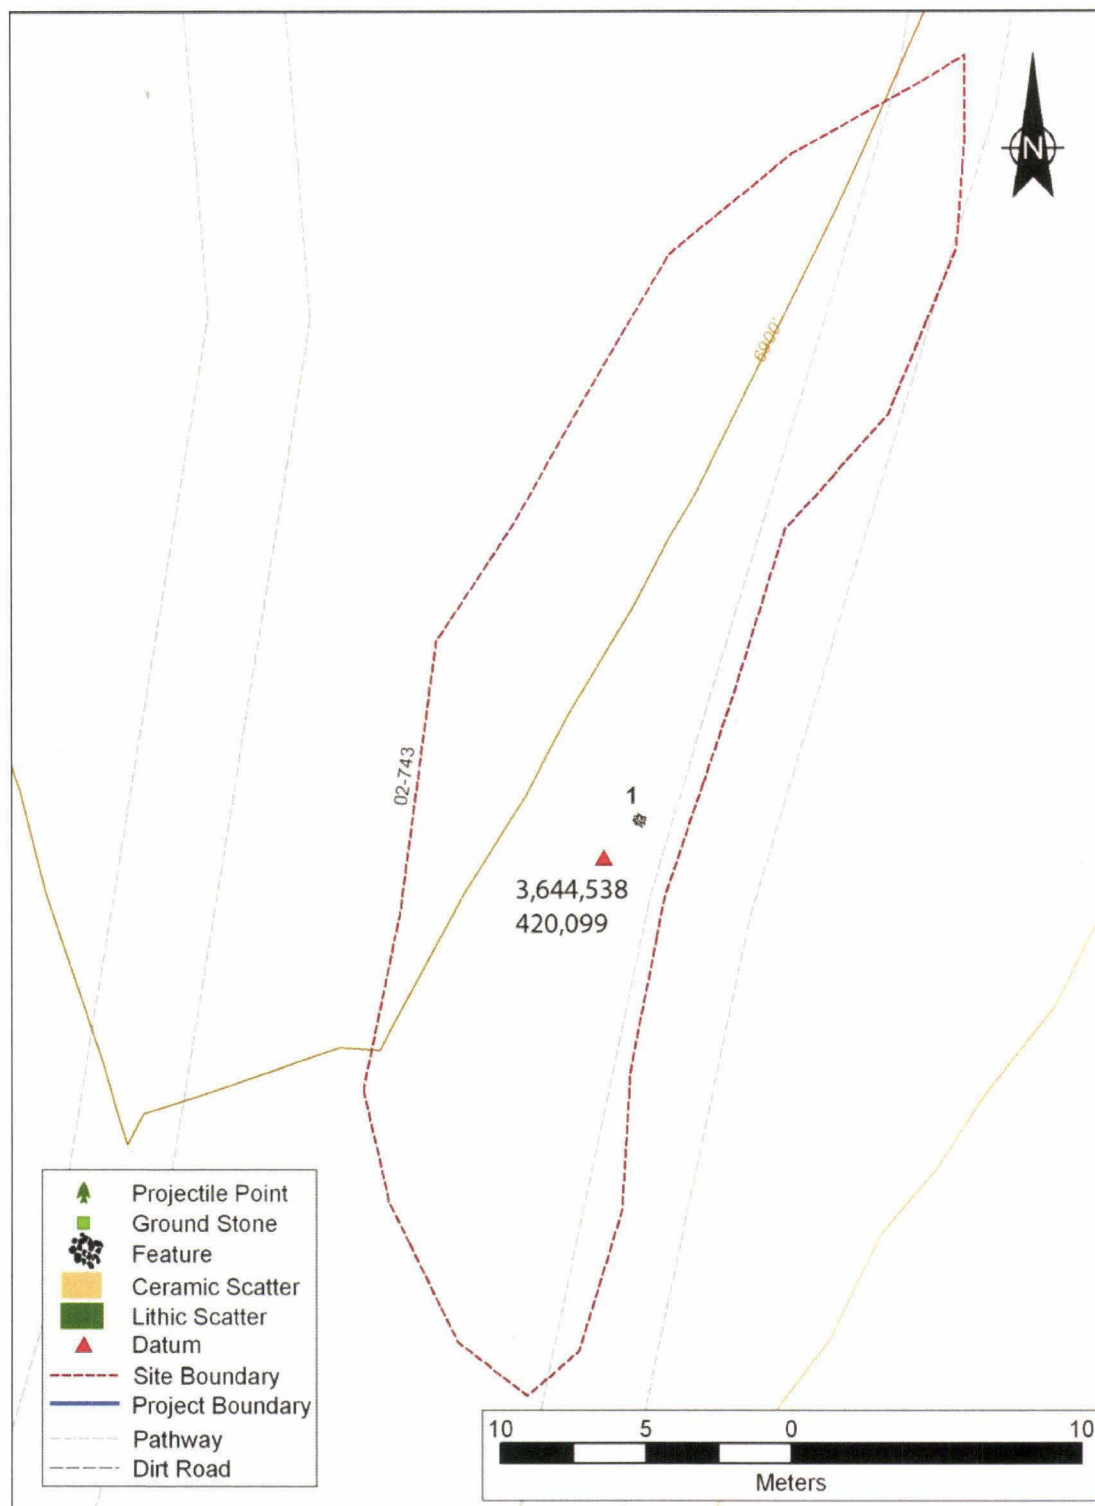 N
6900'
02-743
1
3,644,538
420,099
Projectile Point
Ground Stone
Feature
Ceramic Scatter
Lithic Scatter
Datum
Site Boundary
Project Boundary
Pathway
Dirt Road
10 5 0 10
Meters